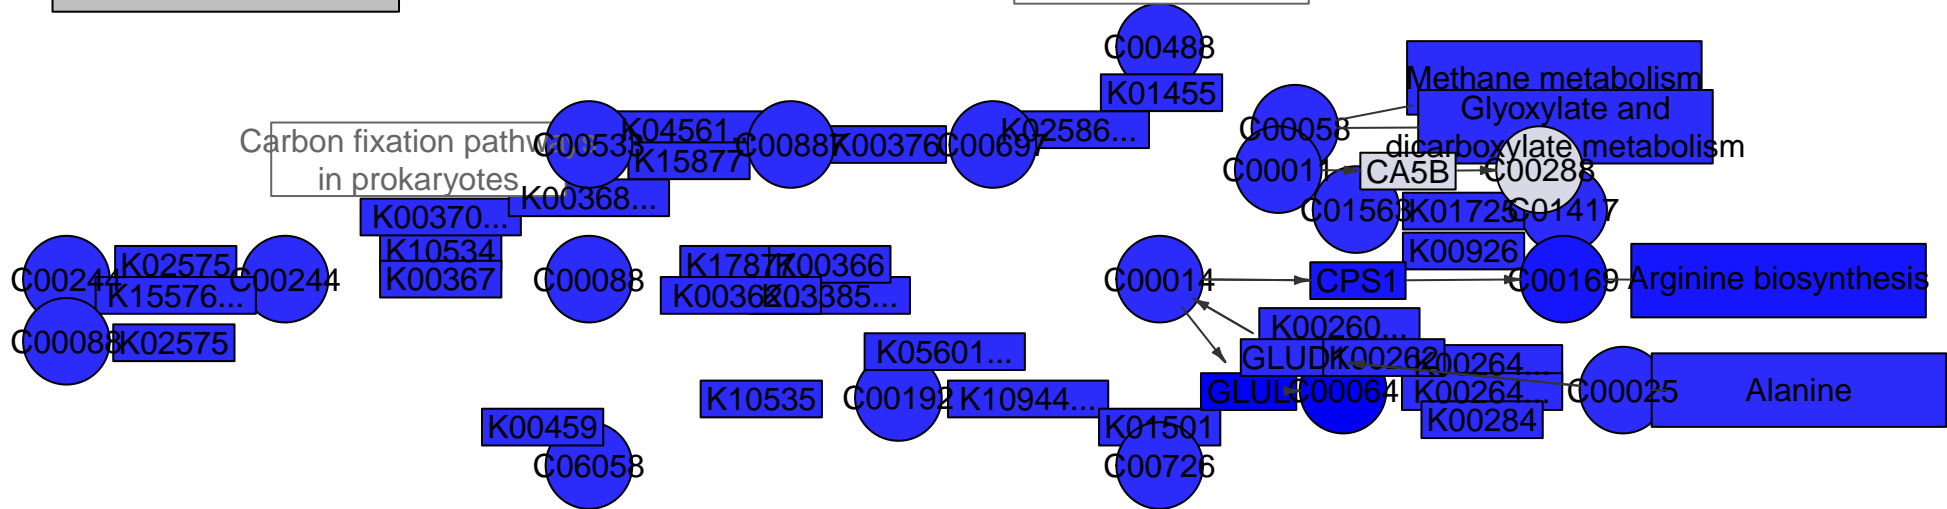 C00488
K01455
Methane metabolism
Glyoxylate and
dicarboxylate metabolism
C00058
Carbon fixation pathways
in prokaryotes
C00533
K04561...
K15877
C00887
K00376
C00697
K02586...
C00011
CA5B
C00288
K00368...
K00370...
C01563
K01725
C01417
K10534
K00367
K00926
C00244
K02575
K15576...
C00244
C00088
K17877
K00366
K00362...
K03385...
C00014
CPS1
C00169
Arginine biosynthesis
C00088
K02575
K00260...
K05601...
K00262
K00264...
K10535
C00192
K10944...
GLUL
C00064
K00264...
C00025
Alanine
K00284
K00459
K01501
C06058
C00726